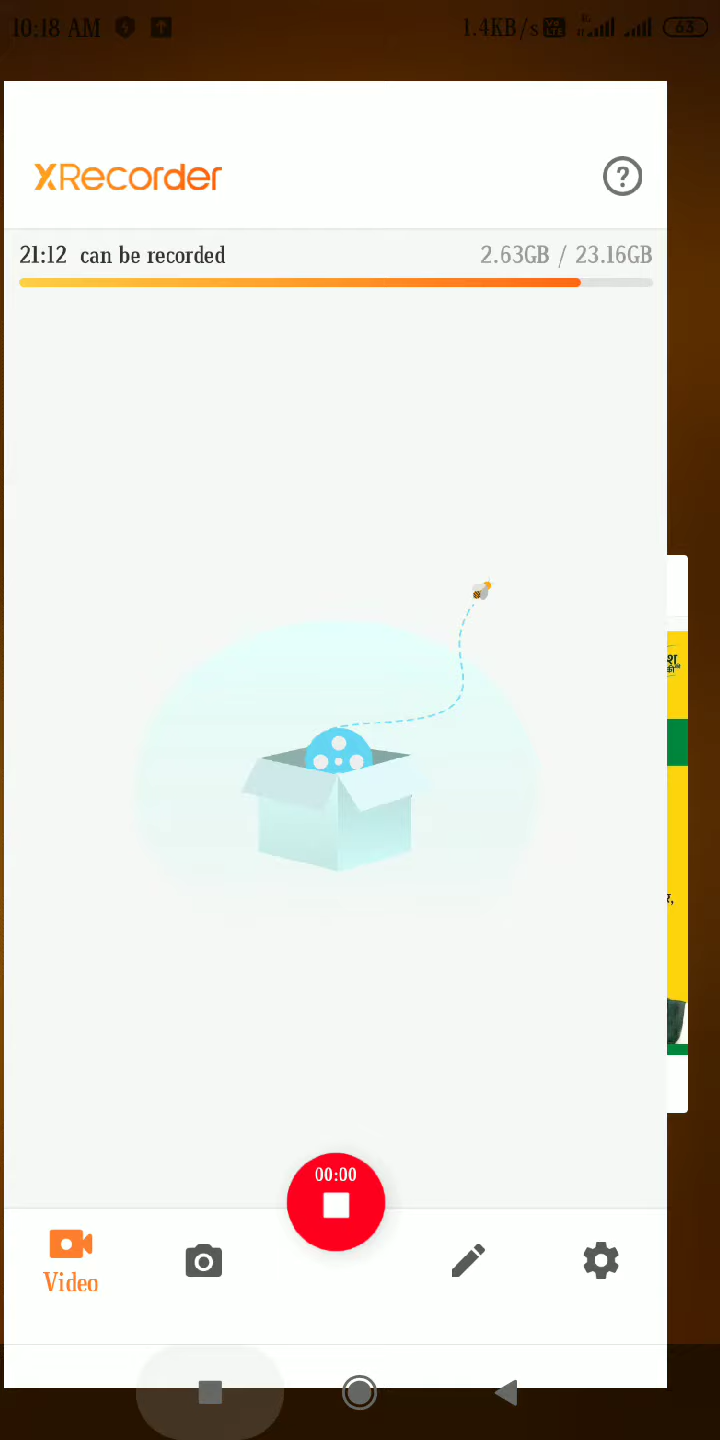 10:18 AM
1.4KB/s
63
XRecorder
?
21:12 can be recorded
2.63GB / 23.16GB
00:00
Video